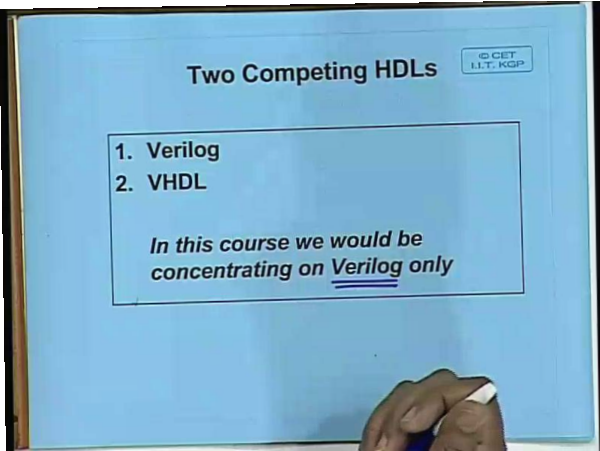 Two Competing HDLs
© CET
I.I.T. KGP
1. Verilog
2. VHDL
In this course we would be
concentrating on Verilog only